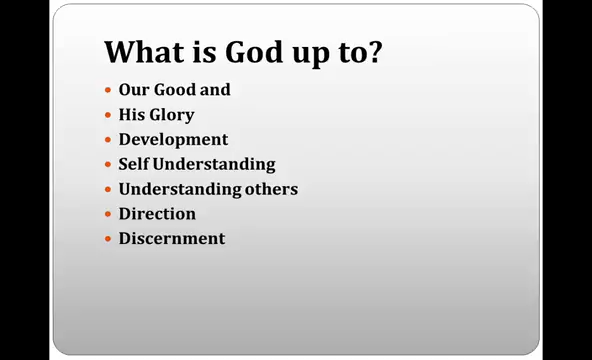 What is God up to?
Our Good and
His Glory
Development
Self Understanding
Understanding others
Direction
Discernment